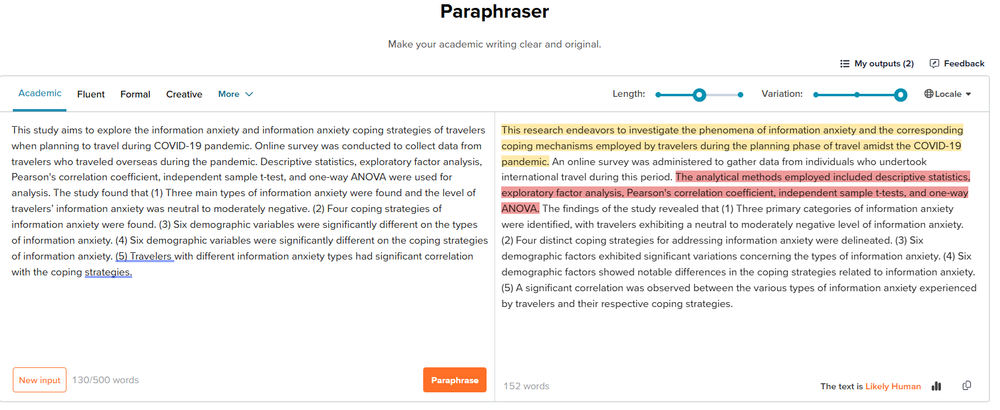 Paraphraser
Make your academic writing clear and original.
My outputs (2) Feedback
Academic Fluent Formal Creative More Length: Variation: Locale
This study aims to explore the information anxiety and information anxiety coping strategies of travelers
when planning to travel during COVID-19 pandemic. Online survey was conducted to collect data from
travelers who traveled overseas during the pandemic. Descriptive statistics, exploratory factor analysis,
Pearson's correlation coefficient, independent sample t-test, and one-way ANOVA were used for
analysis. The study found that (1) Three main types of information anxiety were found and the level of
travelers’ information anxiety was neutral to moderately negative. (2) Four coping strategies of
information anxiety were found. (3) Six demographic variables were significantly different on the types
of information anxiety. (4) Six demographic variables were significantly different on the coping strategies
of information anxiety. (5) Travelers with different information anxiety types had significant correlation
with the coping strategies.
New input 130/500 words Paraphrase
This research endeavors to investigate the phenomena of information anxiety and the corresponding
coping mechanisms employed by travelers during the planning phase of travel amidst the COVID-19
pandemic. An online survey was administered to gather data from individuals who undertook
international travel during this period. The analytical methods employed included descriptive statistics,
exploratory factor analysis, Pearson's correlation coefficient, independent sample t-tests, and one-way
ANOVA. The findings of the study revealed that (1) Three primary categories of information anxiety
were identified, with travelers exhibiting a neutral to moderately negative level of information anxiety.
(2) Four distinct coping strategies for addressing information anxiety were delineated. (3) Six
demographic factors exhibited significant variations concerning the types of information anxiety. (4) Six
demographic factors showed notable differences in the coping strategies related to information anxiety.
(5) A significant correlation was observed between the various types of information anxiety experienced
by travelers and their respective coping strategies.
152 words The text is Likely Human